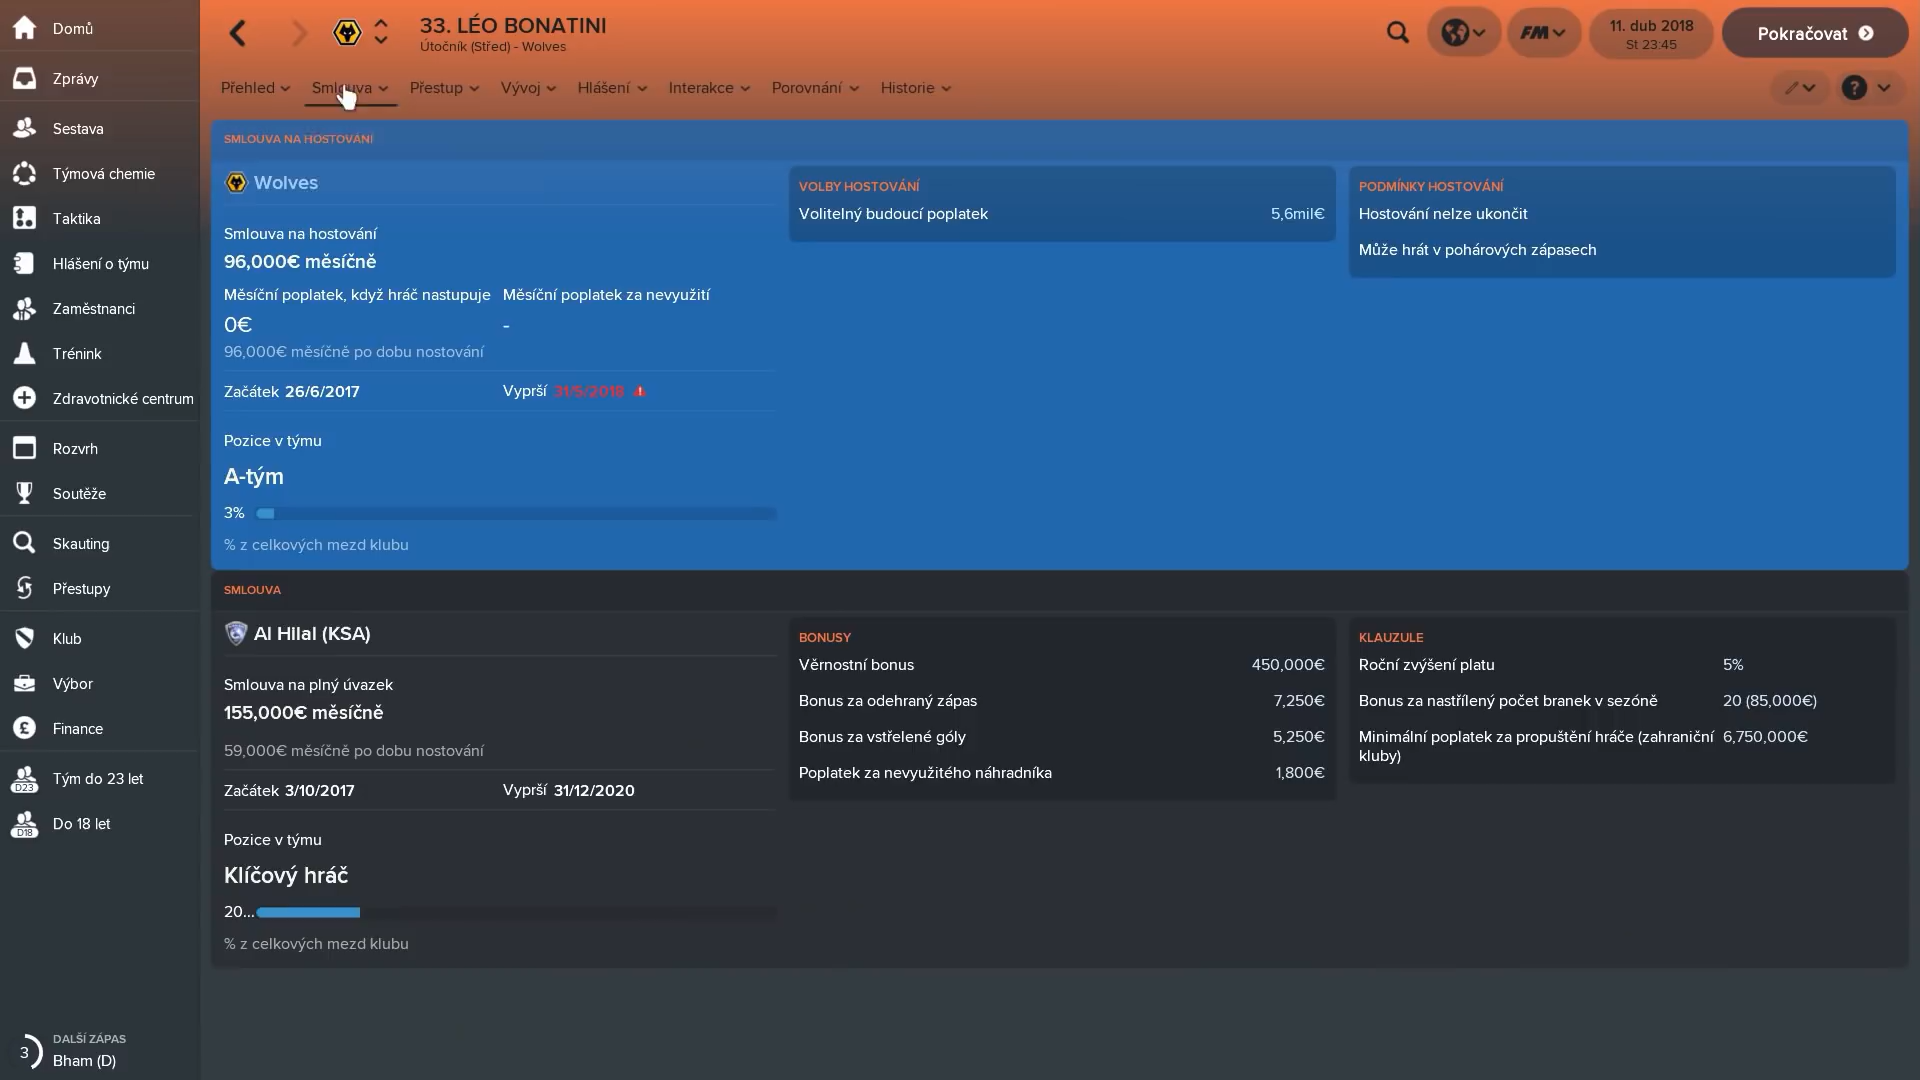 Domů
Zprávy
Sestava
Týmová chemie
Taktika
Hlášení o týmu
Zaměstnanci
Trénink
Zdravotnické centrum
Rozvrh
Soutěže
Skauting
Přestupy
Klub
Výbor
Finance
D23
Tým do 23 let
D18
Do 18 let
3
DALŠÍ ZÁPAS
Bham (D)
33. LÉO BONATINI
Útočník (Střed) - Wolves
FM
11. dub 2018
St 23:45
Pokračovat
Přehled
Smlouva
Přestup
Vývoj
Hlášení
Interakce
Porovnání
Historie
?
SMLOUVA NA HOSTOVÁNÍ
Wolves
Smlouva na hostování
96,000€ měsíčně
Měsíční poplatek, když hráč nastupuje
Měsíční poplatek za nevyužití
0€
-
96,000€ měsíčně po dobu nostování
Začátek 26/6/2017
Vyprší 31/5/2018
Pozice v týmu
A-tým
3%
% z celkových mezd klubu
VOLBY HOSTOVÁNÍ
Volitelný budoucí poplatek 5,6mil€
PODMÍNKY HOSTOVÁNÍ
Hostování nelze ukončit
Může hrát v pohárových zápasech
SMLOUVA
Al Hilal (KSA)
Smlouva na plný úvazek
155,000€ měsíčně
59,000€ měsíčně po dobu nostování
Začátek 3/10/2017
Vyprší 31/12/2020
Pozice v týmu
Klíčový hráč
20...
% z celkových mezd klubu
BONUSY
Věrnostní bonus 450,000€
Bonus za odehraný zápas 7,250€
Bonus za vstřelené góly 5,250€
Poplatek za nevyužitého náhradníka 1,800€
KLAUZULE
Roční zvýšení platu 5%
Bonus za nastřílený počet branek v sezóně 20 (85,000€)
Minimální poplatek za propuštění hráče (zahraniční 6,750,000€
kluby)